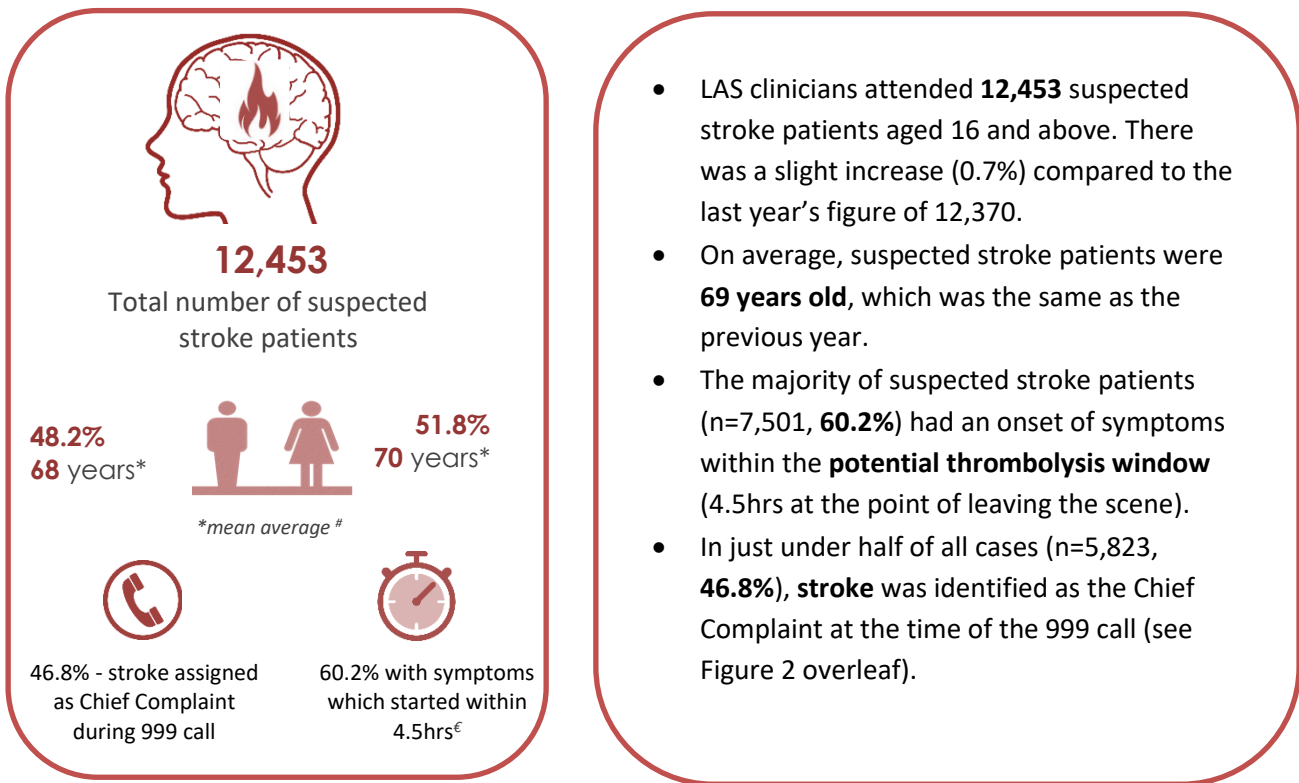 12,453
Total number of suspected
stroke patients
48.2%
68 years*
51.8%
70 years*
*mean average #
46.8% - stroke assigned
as Chief Complaint
during 999 call
60.2% with symptoms
which started within
4.5hrs€
• LAS clinicians attended 12,453 suspected
stroke patients aged 16 and above. There
was a slight increase (0.7%) compared to the
last year’s figure of 12,370.
• On average, suspected stroke patients were
69 years old, which was the same as the
previous year.
• The majority of suspected stroke patients
(n=7,501, 60.2%) had an onset of symptoms
within the potential thrombolysis window
(4.5hrs at the point of leaving the scene).
• In just under half of all cases (n=5,823,
46.8%), stroke was identified as the Chief
Complaint at the time of the 999 call (see
Figure 2 overleaf).